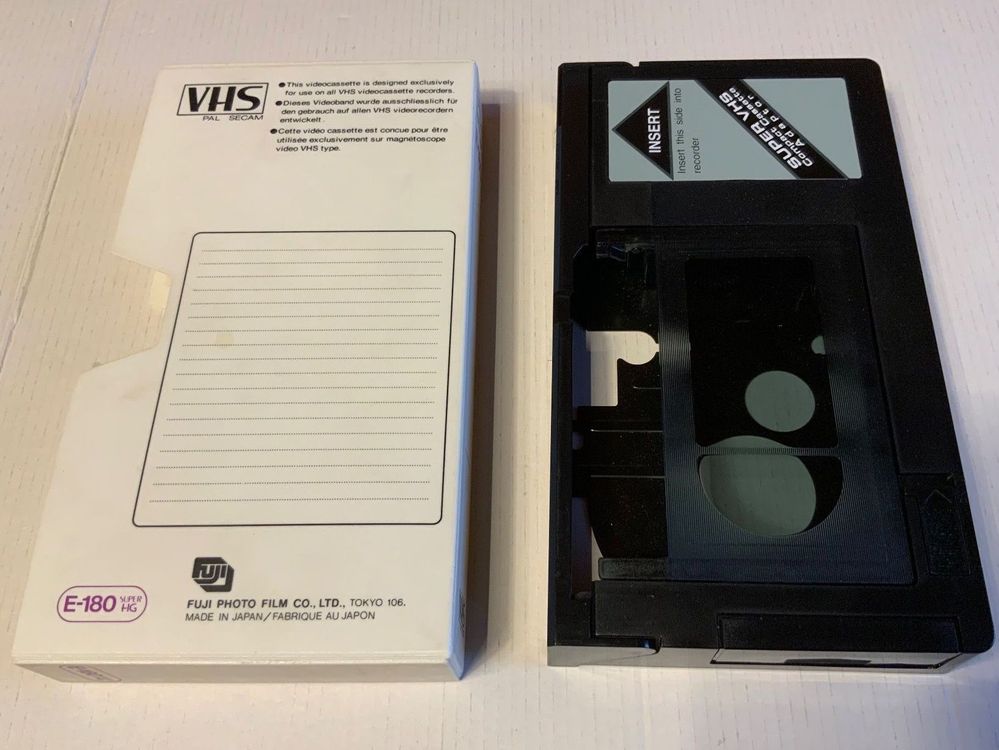 VHS
PAL SECAM
●This videocassette is designed exclusively
for use on all VHS videocassette recorders.
●Dieses Videoband wurde ausschliesslich für
den gebrauch auf allen VHS videorecordern
entwickelt.
●Cette vidéo cassette est concue pour être
utilisée exclusivement sur magnétoscope
video VHS type.
FUJI
E-180 SUPER HG
FUJI PHOTO FILM CO., LTD., TOKYO 106.
MADE IN JAPAN/FABRIQUE AU JAPON
INSERT
Insert this side into
recorder
SUPER VHS
Compact Cassette
Adaptor